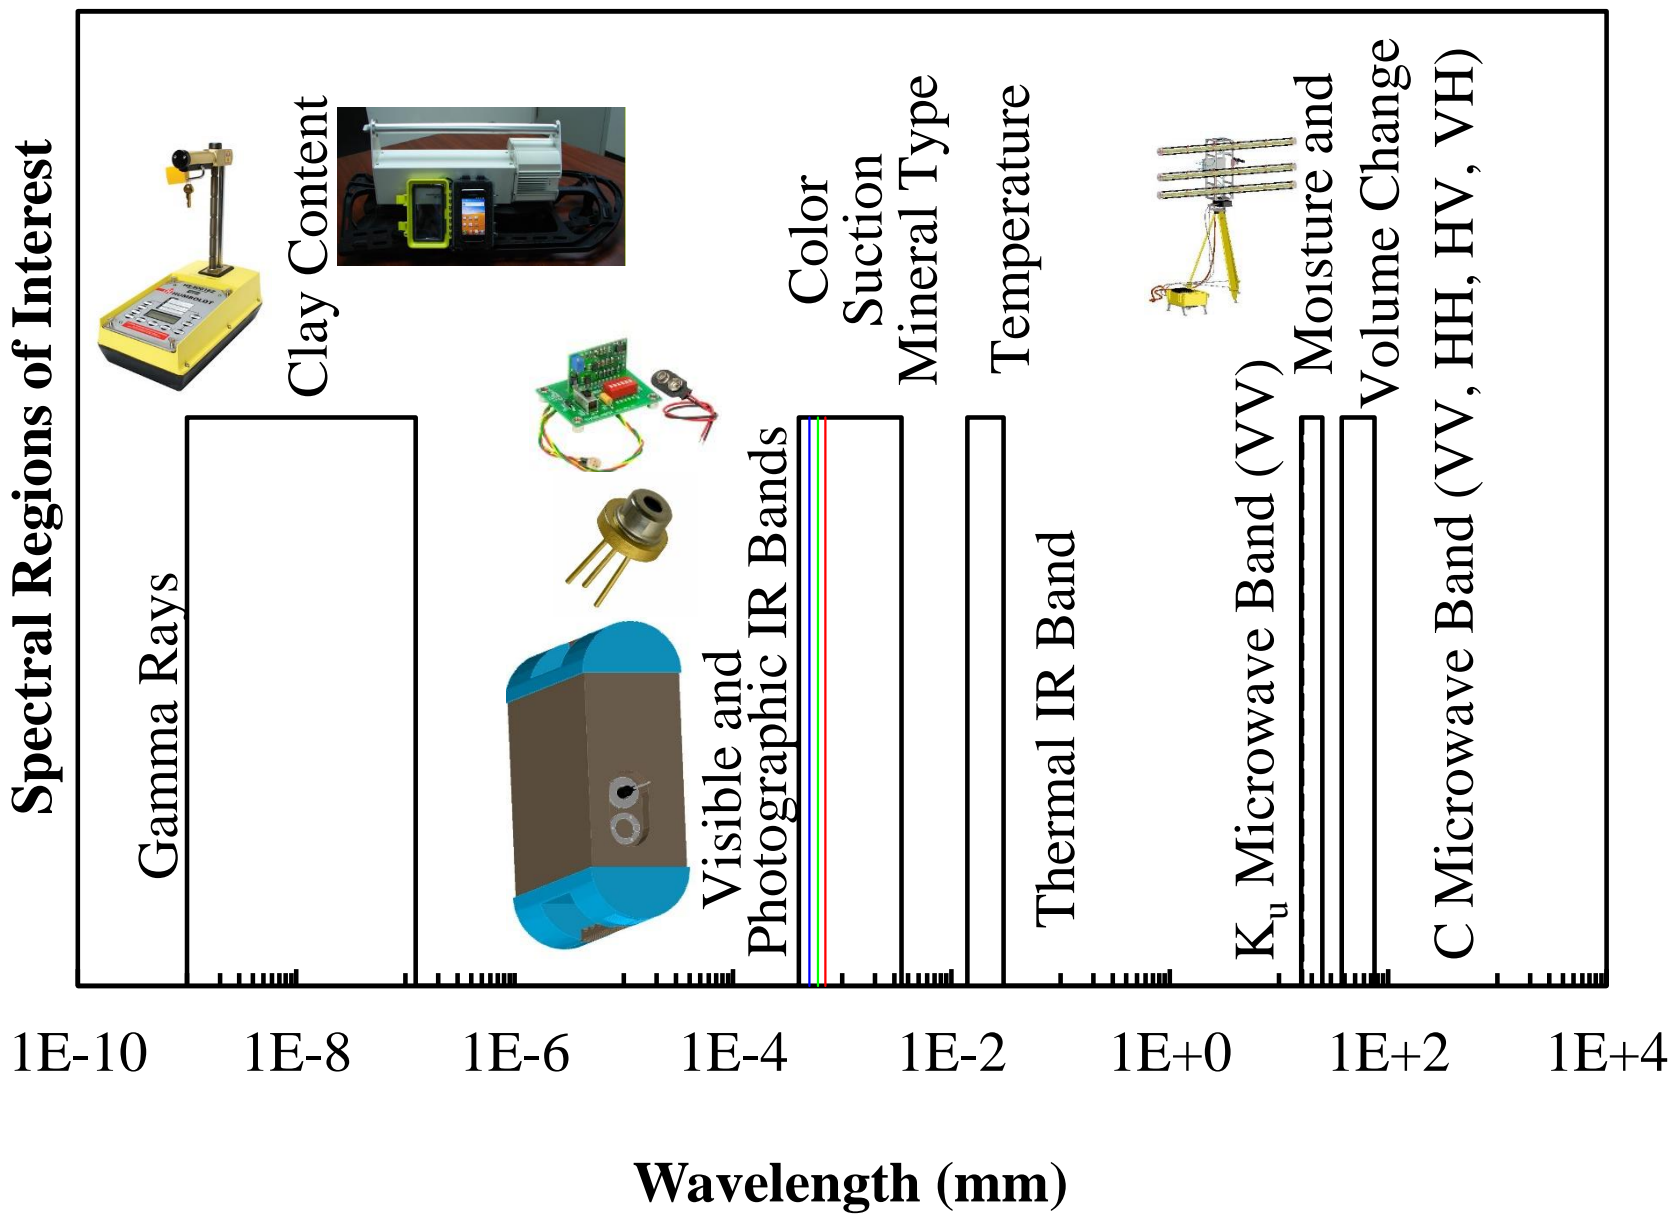 Spectral Regions of Interest
Gamma Rays
Clay Content
HUMBOLDT
Visible and
Photographic IR Bands
Color
Suction
Mineral Type
Temperature
Thermal IR Band
Ku Microwave Band (VV)
Moisture and
Volume Change
C Microwave Band (VV, HH, HV, VH)
1E-10 1E-8 1E-6 1E-4 1E-2 1E+0 1E+2 1E+4
Wavelength (mm)